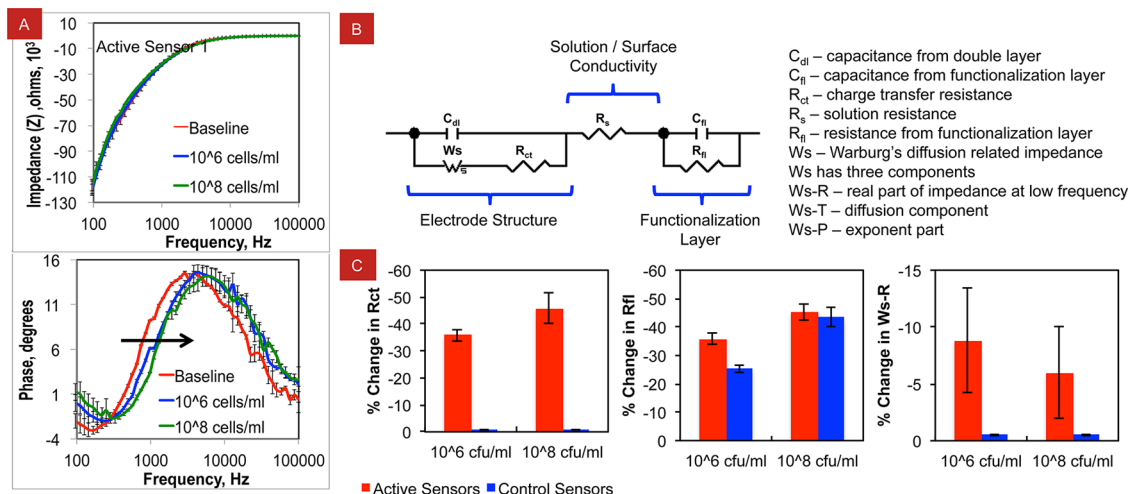 A
10
-10
-30
-50
-70
-90
-110
-130
Impedance (Z) ,ohms, 10³
Active Sensor 1
Baseline
10^6 cells/ml
10^8 cells/ml
100 1000 10000 100000
Frequency, Hz
16
11
6
1
-4
Phase, degrees
Baseline
10^6 cells/ml
10^8 cells/ml
100 1000 10000 100000
Frequency, Hz
B
Solution / Surface
Conductivity
Cdl
Ws
Ws
Rct
Rs
Cfl
Rfl
Electrode Structure
Functionalization
Layer
Cdl – capacitance from double layer
Cfl – capacitance from functionalization layer
Rct – charge transfer resistance
Rs – solution resistance
Rfl – resistance from functionalization layer
Ws – Warburg's diffusion related impedance
Ws has three components
Ws-R – real part of impedance at low frequency
Ws-T – diffusion component
Ws-P – exponent part
C
% Change in Rct
-60
-50
-40
-30
-20
-10
0
10^6 cfu/ml 10^8 cfu/ml
% Change in Rfl
-60
-50
-40
-30
-20
-10
0
10^6 cfu/ml 10^8 cfu/ml
% Change in Ws-R
-15
-10
-5
0
10^6 cfu/ml 10^8 cfu/ml
Active Sensors Control Sensors